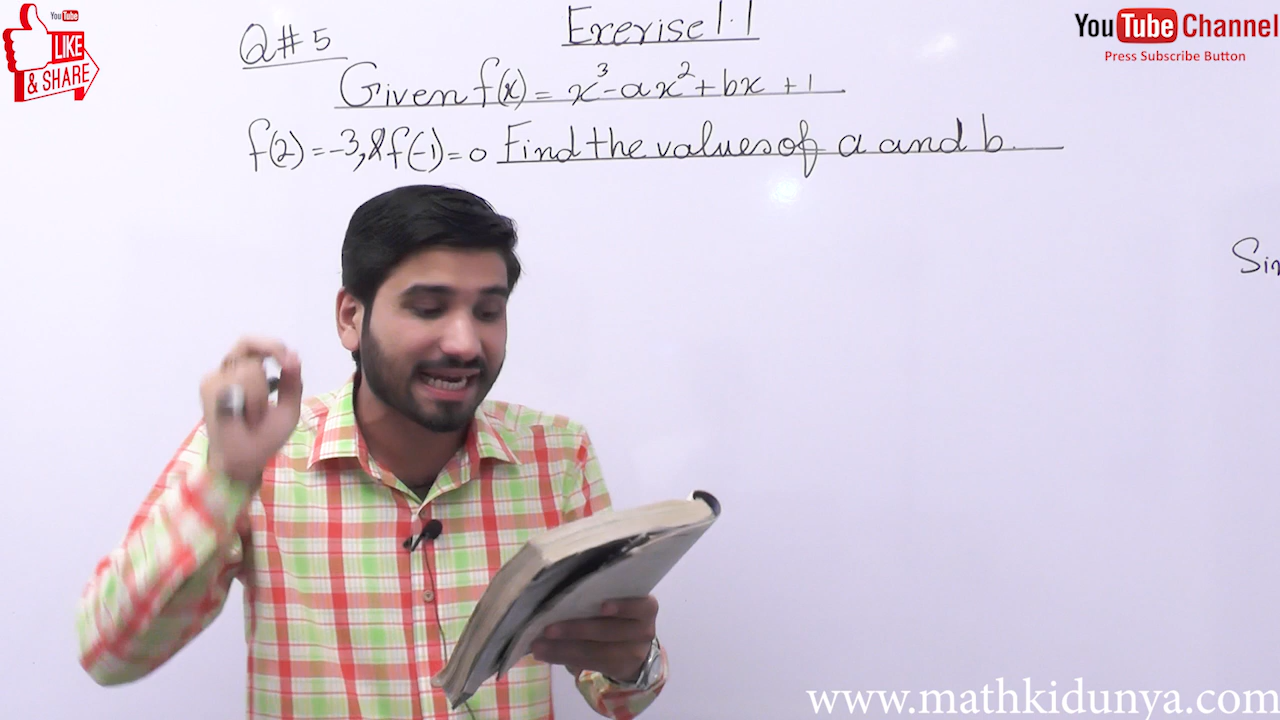 YouTube
LIKE
& SHARE
YouTube Channel
Press Subscribe Button
Exervise 1.1
Q#5
Given f(x) = x³-ax²+bx+1
f(2)=-3,& f(-1)=0 Find the values of a and b.
www.mathkidunya.com